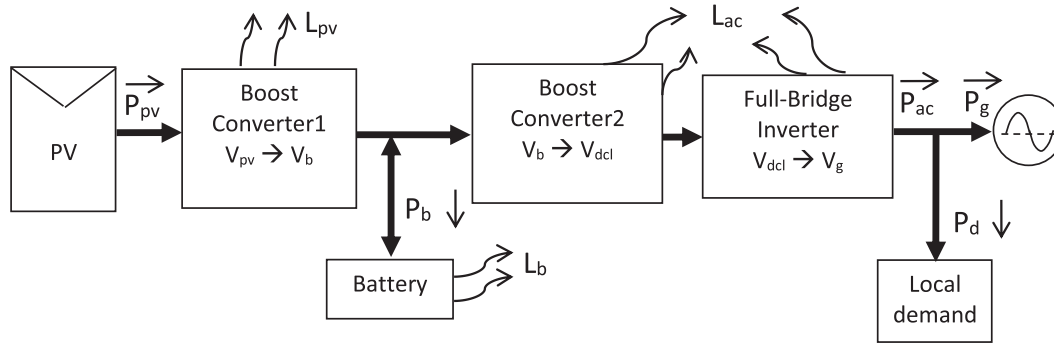 PV
P_pv
Boost
Converter1
V_pv → V_b
L_pv
P_b
Battery
L_b
Boost
Converter2
V_b → V_dcl
L_ac
Full-Bridge
Inverter
V_dcl → V_g
P_ac
P_g
P_d
Local
demand